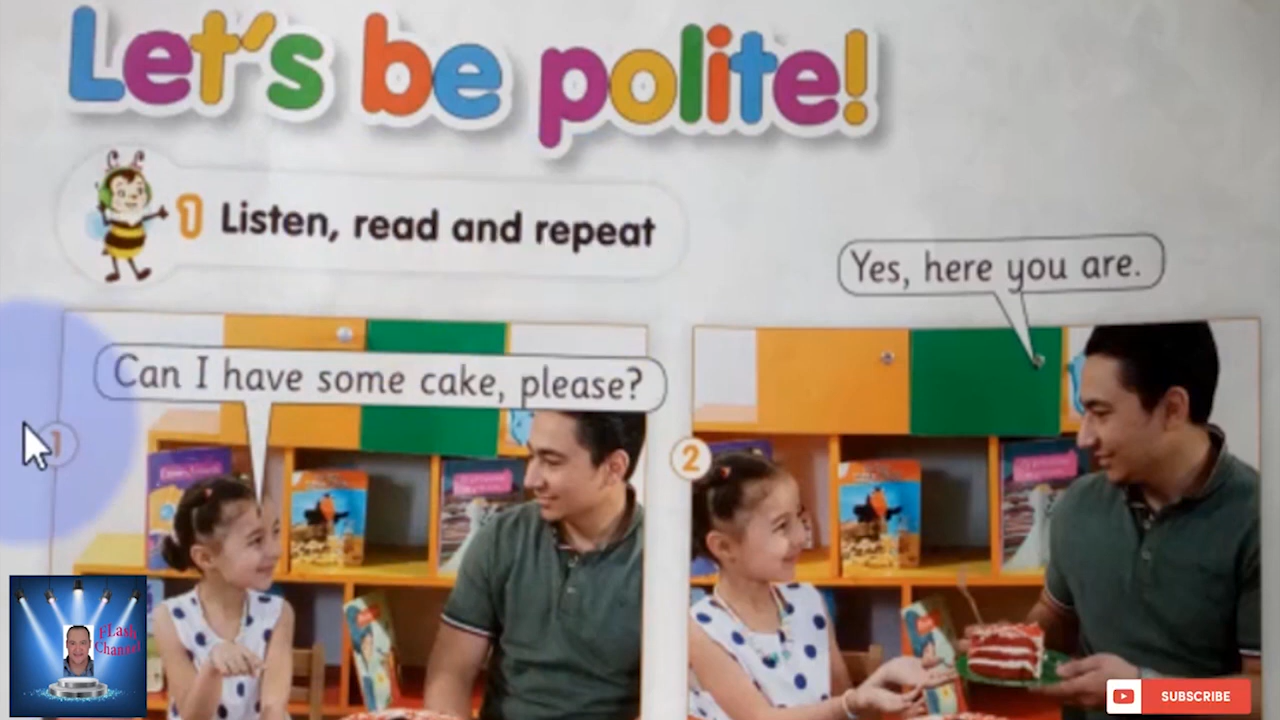 Let's be polite!
1 Listen, read and repeat
Yes, here you are.
Can I have some cake, please?
1
2
FLash
Channel
SUBSCRIBE